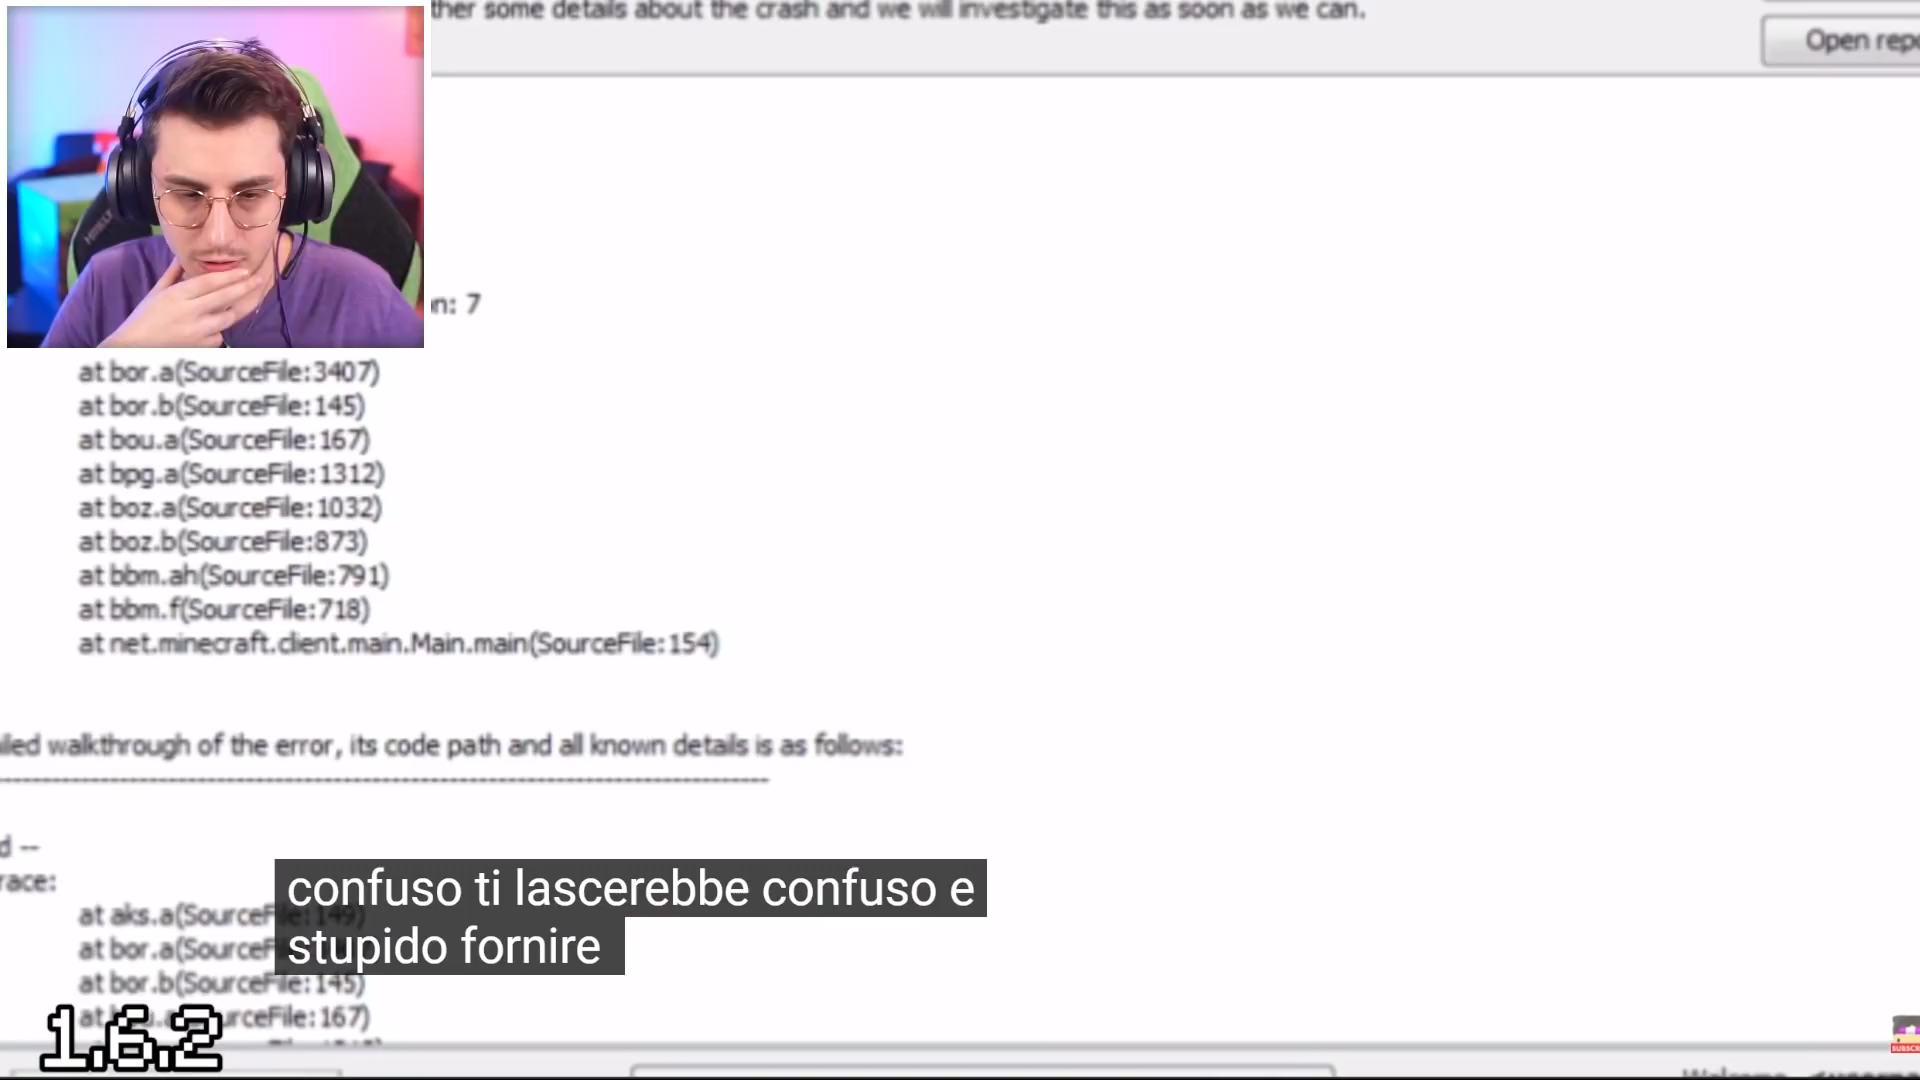 ther some details about the crash and we will investigate this as soon as we can.
Open repo
n: 7
at bor.a(SourceFile:3407)
at bor.b(SourceFile:145)
at bou.a(SourceFile:167)
at bpg.a(SourceFile:1312)
at boz.a(SourceFile:1032)
at boz.b(SourceFile:873)
at bbm.ah(SourceFile:791)
at bbm.f(SourceFile:718)
at net.minecraft.client.main.Main.main(SourceFile:154)
iled walkthrough of the error, its code path and all known details is as follows:
---------------------------------------------------------------------------------------
d --
race:
at aks.a(SourceFile:149)
confuso ti lascerebbe confuso e
at bor.a(SourceF
stupido fornire
at bor.b(SourceFile:145)
urceFile:167)
1.6.2
SUBSCR